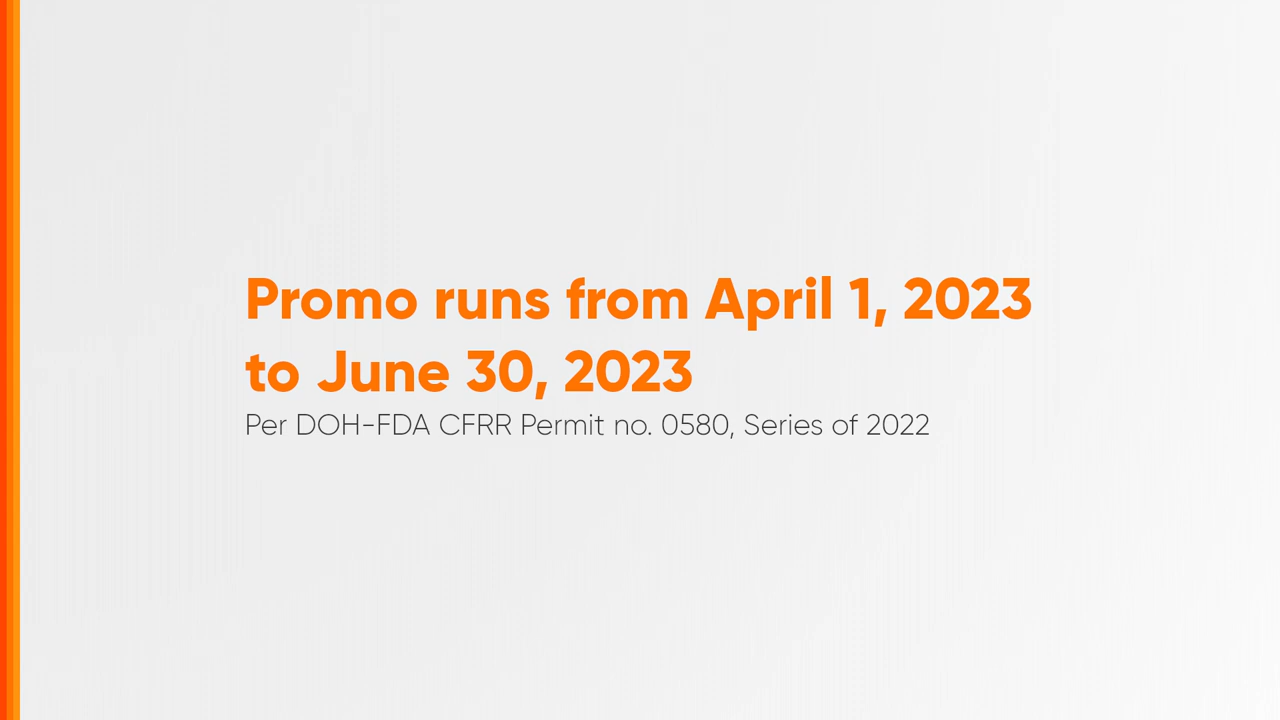 Promo runs from April 1, 2023
to June 30, 2023
Per DOH-FDA CFRR Permit no. 0580, Series of 2022